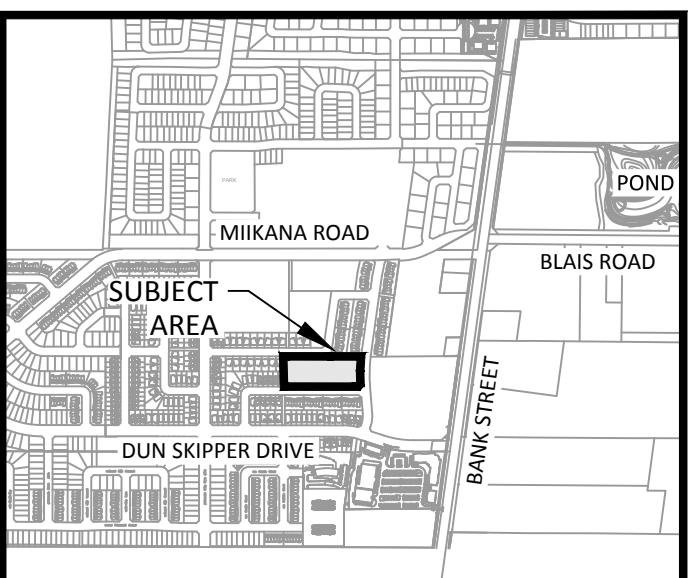 POND
PARK
MIIKANA ROAD
BLAIS ROAD
SUBJECT
AREA
BANK STREET
DUN SKIPPER DRIVE